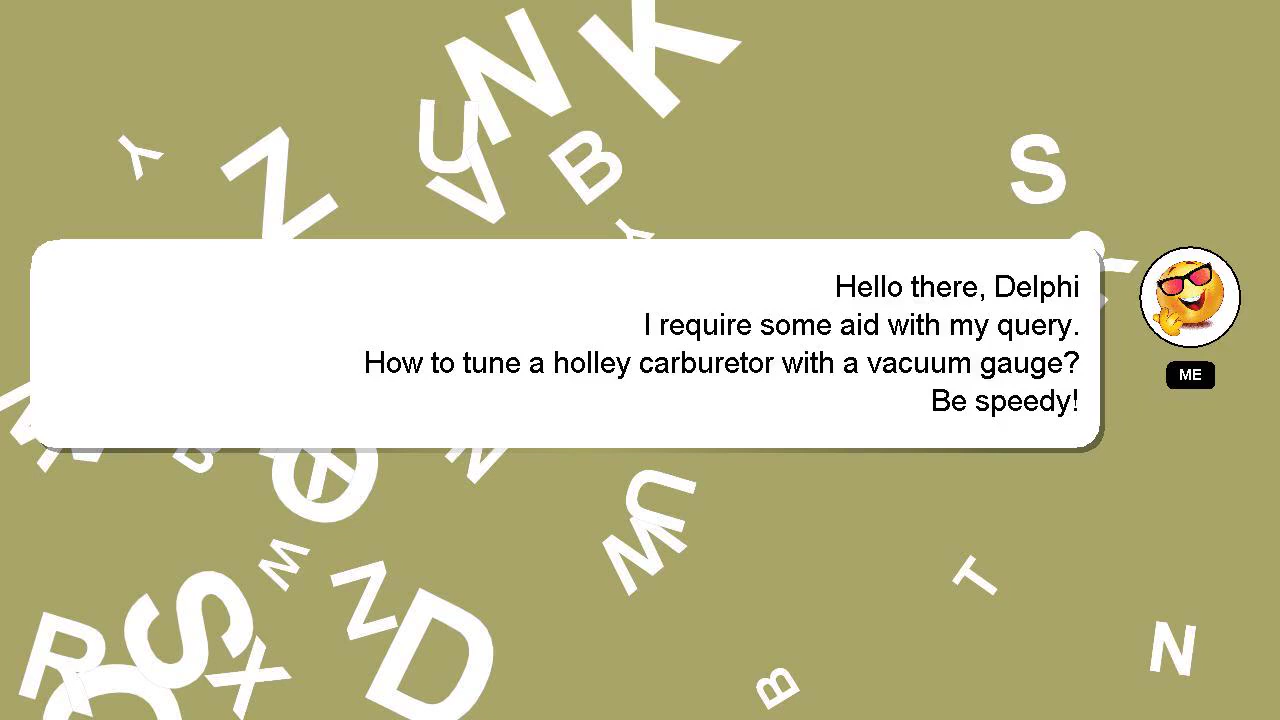 Hello there, Delphi
I require some aid with my query.
How to tune a holley carburetor with a vacuum gauge?
Be speedy!
ME